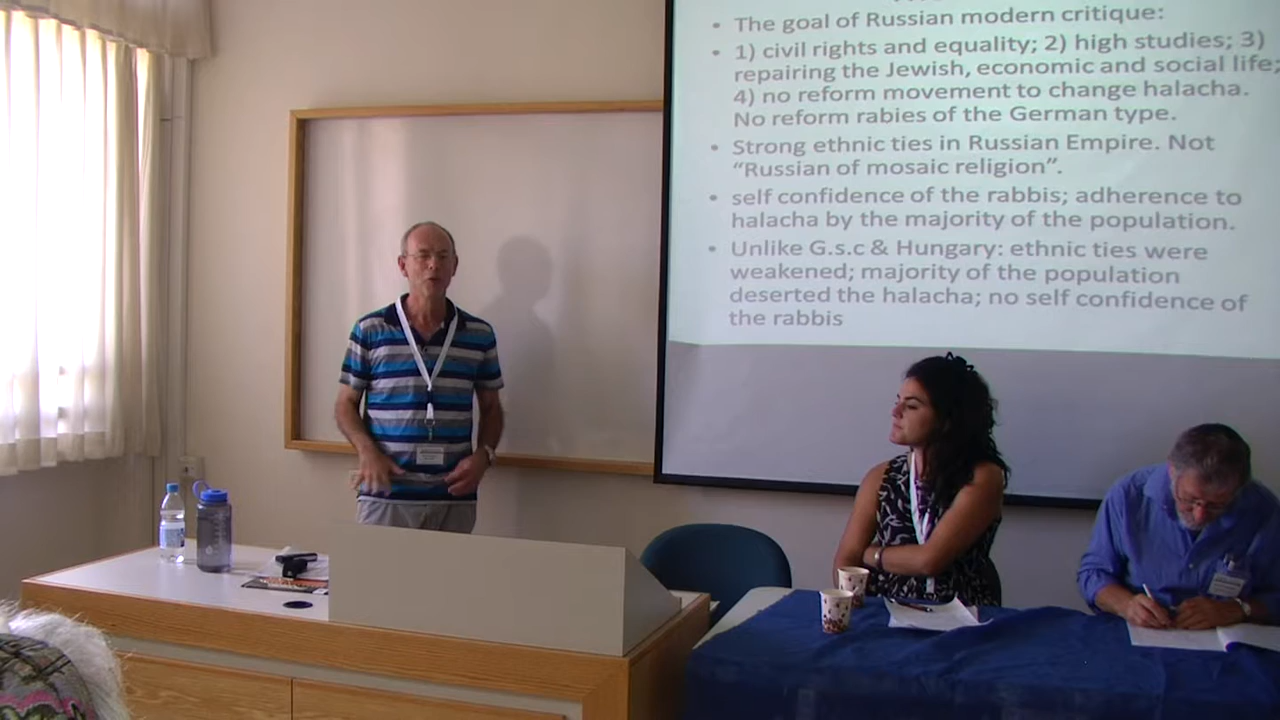 • The goal of Russian modern critique:
• 1) civil rights and equality; 2) high studies; 3)
repairing the Jewish, economic and social life;
4) no reform movement to change halacha.
No reform rabies of the German type.
• Strong ethnic ties in Russian Empire. Not
“Russian of mosaic religion”.
• self confidence of the rabbis; adherence to
halacha by the majority of the population.
• Unlike G.s.c & Hungary: ethnic ties were
weakened; majority of the population
deserted the halacha; no self confidence of
the rabbis